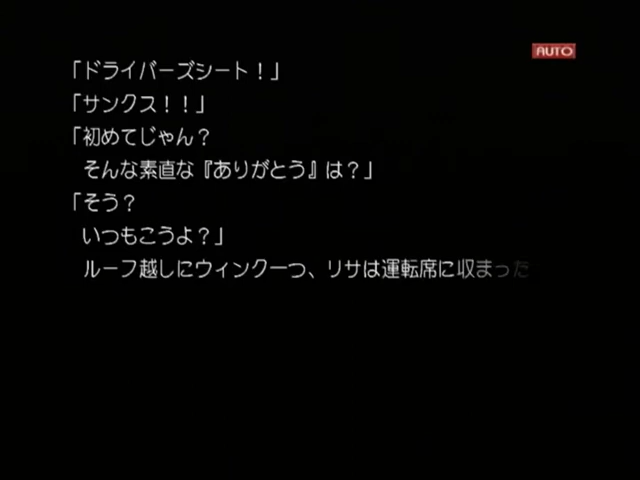 AUTO
「ドライバーズシート！」
「サンクス！！」
「初めてじゃん？
そんな素直な『ありがとう』は？」
「そう？
いつもこうよ？」
ルーフ越しにウィンク一つ、リサは運転席に収まった